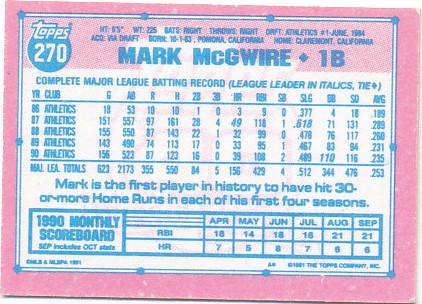 TOPPS
270
HT: 6'5" WT: 225 BATS: RIGHT THROWS: RIGHT DRFT: ATHLETICS #1-JUNE, 1984
ACQ: VIA DRAFT BORN: 10-1-63, POMONA, CALIFORNIA HOME: CLAREMONT, CALIFORNIA
MARK McGWIRE ♦ 1B
COMPLETE MAJOR LEAGUE BATTING RECORD (LEAGUE LEADER IN ITALICS, TIE♦)
YR CLUB G AB R H 2B 3B HR RBI SB SLG BB SO AVG
86 ATHLETICS 18 53 10 10 1 0 3 9 0 .377 4 18 .189
87 ATHLETICS 151 557 97 161 28 4 49 118 1 .618 71 131 .289
88 ATHLETICS 155 550 87 143 22 1 32 99 0 .478 76 117 .260
89 ATHLETICS 143 490 74 113 17 0 33 95 1 .467 83 94 .231
90 ATHLETICS 156 523 87 123 16 0 39 108 2 .489 110 116 .235
MAJ. LEA. TOTALS 623 2173 355 550 84 5 156 429 4 .512 344 476 .253
Mark is the first player in history to have hit 30-
or-more Home Runs in each of his first four seasons.
1990 MONTHLY
SCOREBOARD
SEP includes OCT stats
APR MAY JUN JUL AUG SEP
RBI 18 14 16 18 21 21
HR 7 5 7 8 6 6
©MLB & MLBPA 1991 A* ©1991 THE TOPPS COMPANY, INC.